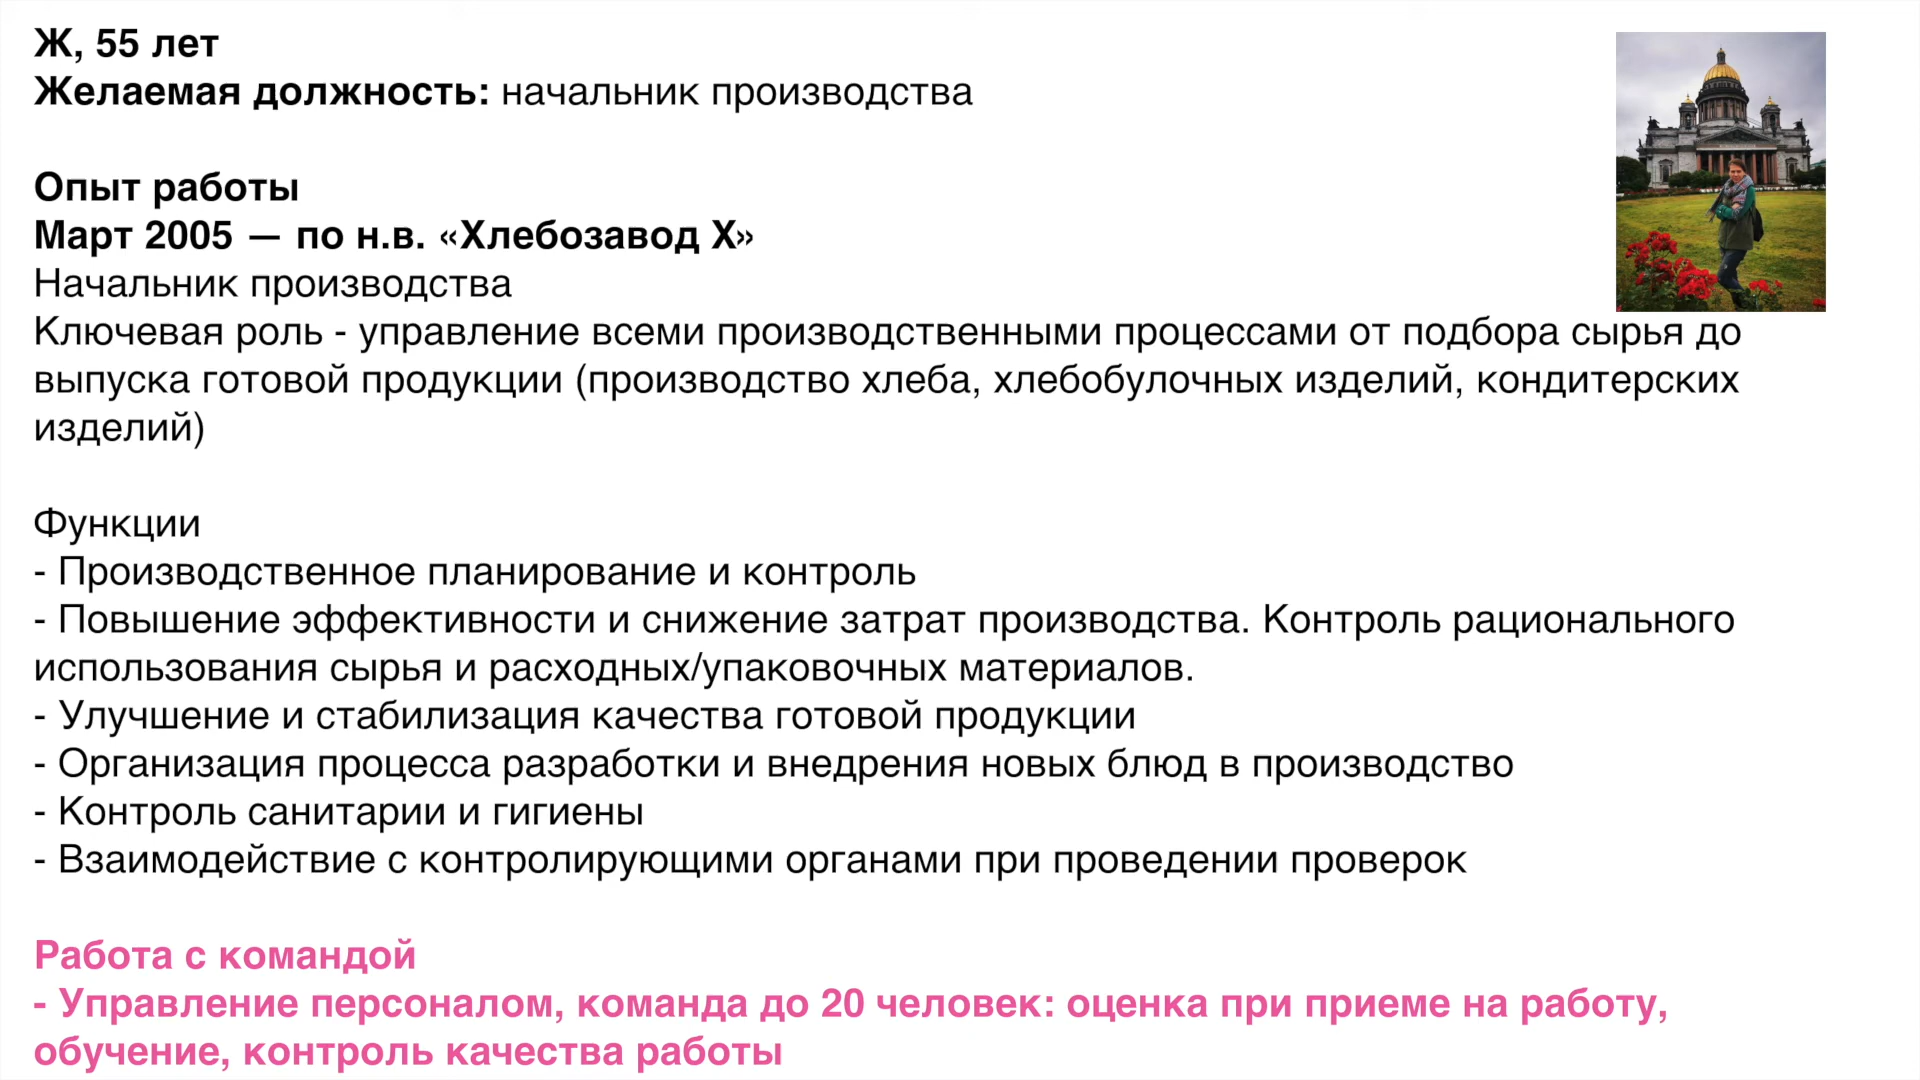 Ж, 55 лет
Желаемая должность: начальник производства
Опыт работы
Март 2005 — по н.в. «Хлебозавод Х»
Начальник производства
Ключевая роль - управление всеми производственными процессами от подбора сырья до
выпуска готовой продукции (производство хлеба, хлебобулочных изделий, кондитерских
изделий)
Функции
- Производственное планирование и контроль
- Повышение эффективности и снижение затрат производства. Контроль рационального
использования сырья и расходных/упаковочных материалов.
- Улучшение и стабилизация качества готовой продукции
- Организация процесса разработки и внедрения новых блюд в производство
- Контроль санитарии и гигиены
- Взаимодействие с контролирующими органами при проведении проверок
Работа с командой
- Управление персоналом, команда до 20 человек: оценка при приеме на работу,
обучение, контроль качества работы